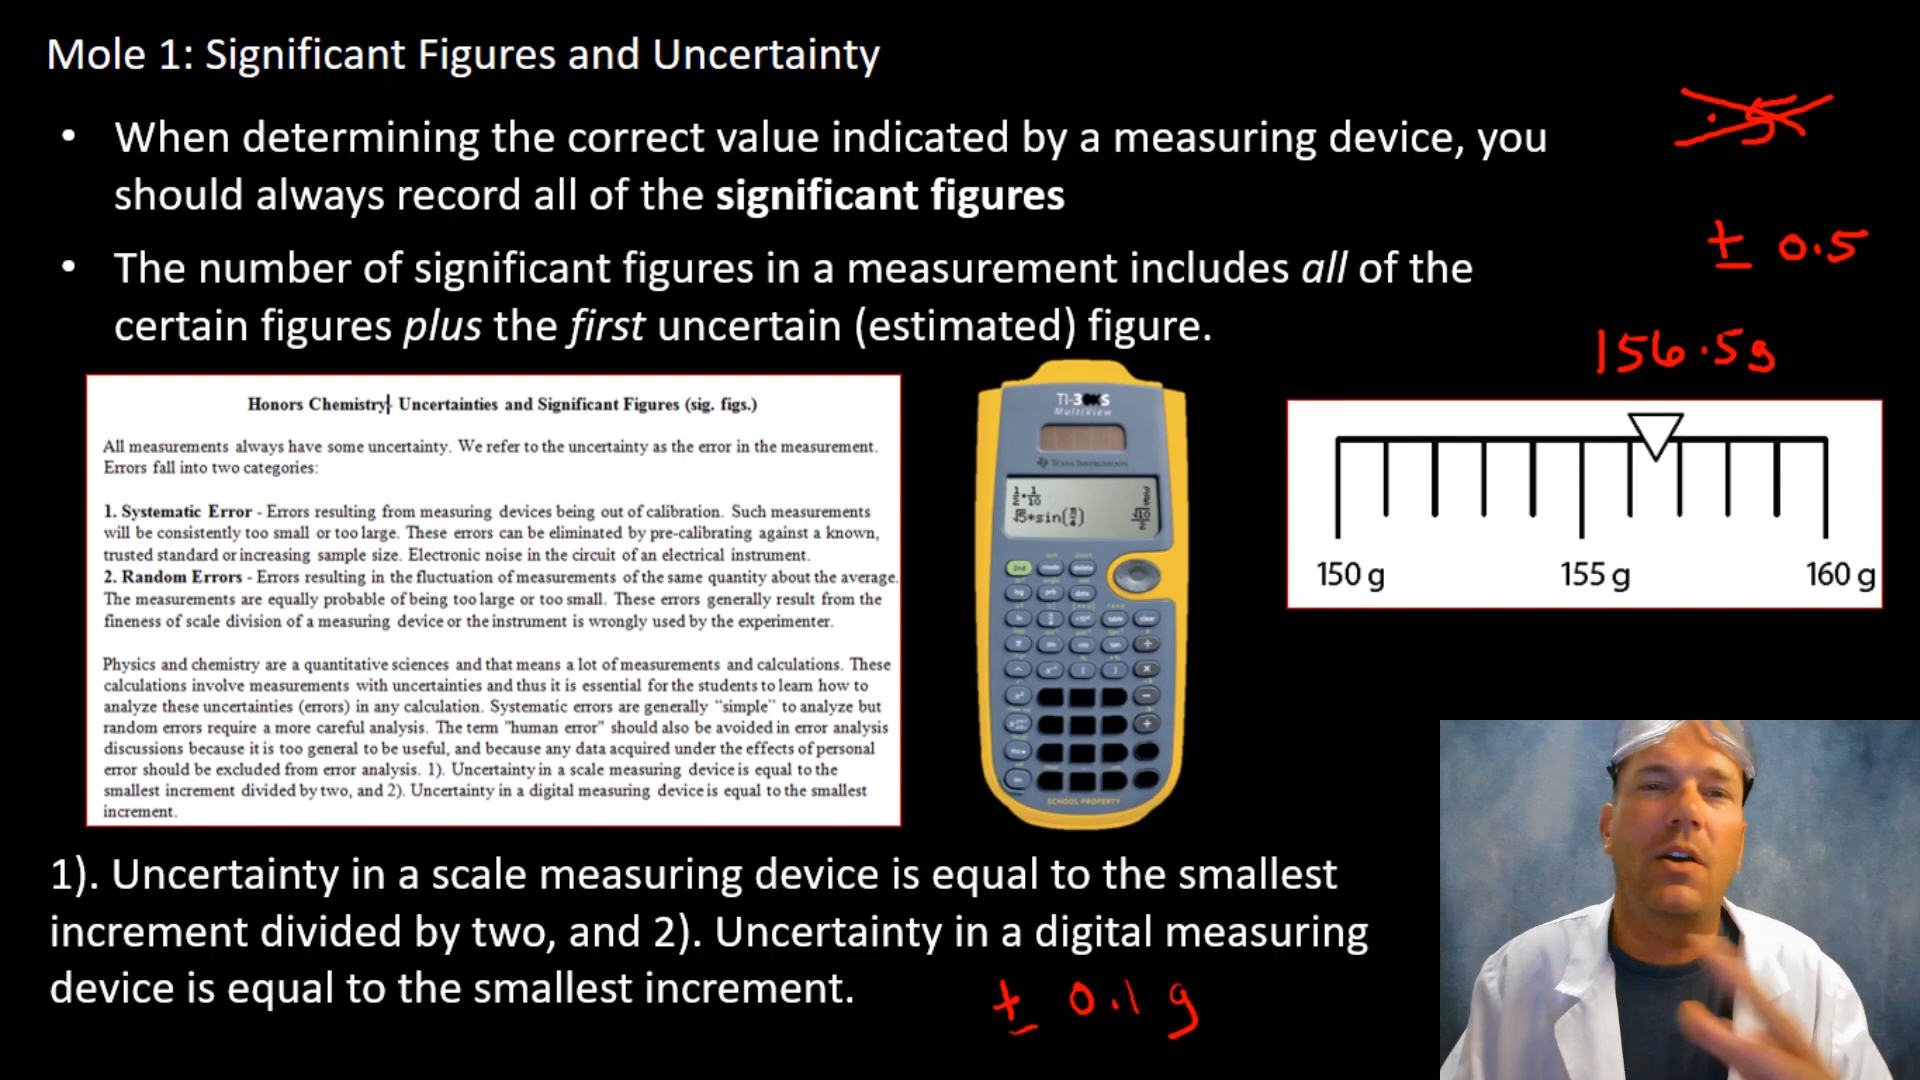 Mole 1: Significant Figures and Uncertainty
• When determining the correct value indicated by a measuring device, you
should always record all of the significant figures
• The number of significant figures in a measurement includes all of the
certain figures plus the first uncertain (estimated) figure.
± 0.5
156.5g
Honors Chemistry- Uncertainties and Significant Figures (sig. figs.)
All measurements always have some uncertainty. We refer to the uncertainty as the error in the measurement.
Errors fall into two categories:
1. Systematic Error - Errors resulting from measuring devices being out of calibration. Such measurements
will be consistently too small or too large. These errors can be eliminated by pre-calibrating against a known,
trusted standard or increasing sample size. Electronic noise in the circuit of an electrical instrument.
2. Random Errors - Errors resulting in the fluctuation of measurements of the same quantity about the average.
The measurements are equally probable of being too large or too small. These errors generally result from the
fineness of scale division of a measuring device or the instrument is wrongly used by the experimenter.
Physics and chemistry are a quantitative sciences and that means a lot of measurements and calculations. These
calculations involve measurements with uncertainties and thus it is essential for the students to learn how to
analyze these uncertainties (errors) in any calculation. Systematic errors are generally “simple” to analyze but
random errors require a more careful analysis. The term "human error" should also be avoided in error analysis
discussions because it is too general to be useful, and because any data acquired under the effects of personal
error should be excluded from error analysis. 1). Uncertainty in a scale measuring device is equal to the
smallest increment divided by two, and 2). Uncertainty in a digital measuring device is equal to the smallest
increment.
MultiView
TEXAS INSTRUMENTS
SCHOOL PROPERTY
150 g 155 g 160 g
1). Uncertainty in a scale measuring device is equal to the smallest
increment divided by two, and 2). Uncertainty in a digital measuring
device is equal to the smallest increment.
± 0.1 g